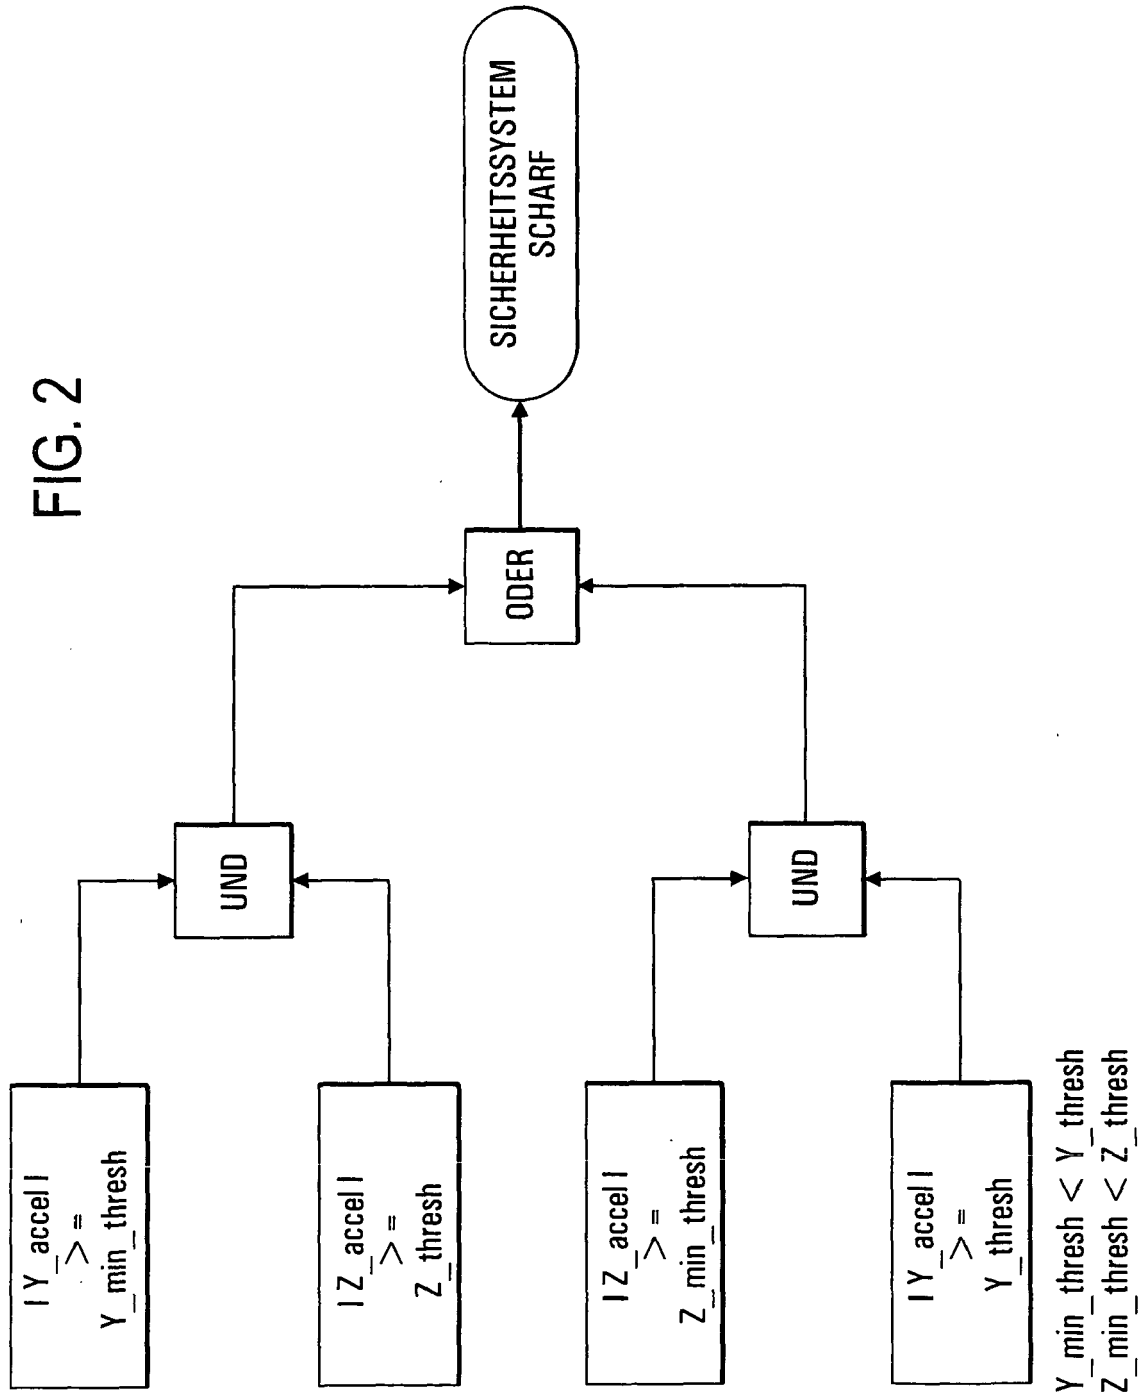 FIG. 2
| Y_accel |
>=
Y_min_thresh
| Z_accel |
>=
Z_thresh
| Z_accel |
>=
Z_min_thresh
| Y_accel |
>=
Y_thresh
UND
UND
ODER
SICHERHEITSSYSTEM
SCHARF
Y_min_thresh < Y_thresh
Z_min_thresh < Z_thresh